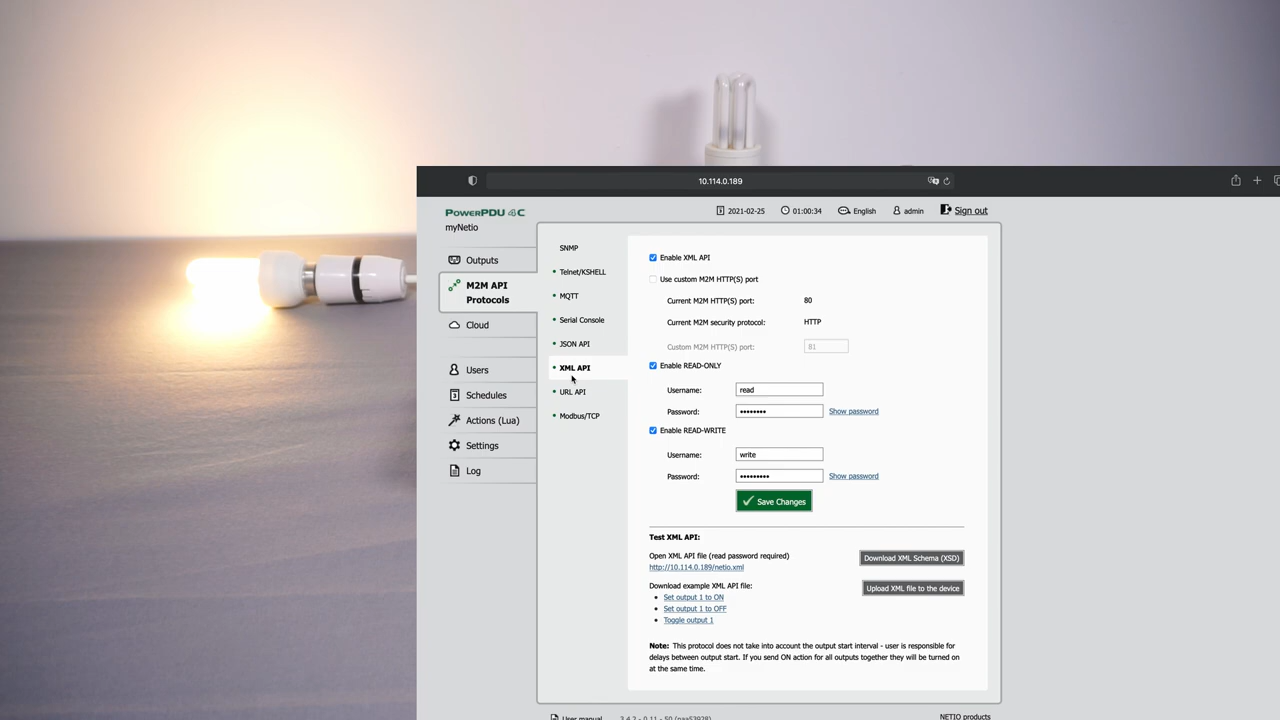 10.114.0.189
PowerPDU 4C
2021-02-25
01:00:34
English
admin
Sign out
myNetio
Outputs
M2M API
Protocols
Cloud
Users
Schedules
Actions (Lua)
Settings
Log
SNMP
Telnet/KSHELL
MQTT
Serial Console
JSON API
XML API
URL API
Modbus/TCP
Enable XML API
Use custom M2M HTTP(S) port
Current M2M HTTP(S) port: 80
Current M2M security protocol: HTTP
Custom M2M HTTP(S) port: 81
Enable READ-ONLY
Username: read
Password: •••••••• Show password
Enable READ-WRITE
Username: write
Password: ••••••••• Show password
Save Changes
Test XML API:
Open XML API file (read password required)
http://10.114.0.189/netio.xml
Download XML Schema (XSD)
Download example XML API file:
Upload XML file to the device
Set output 1 to ON
Set output 1 to OFF
Toggle output 1
Note: This protocol does not take into account the output start interval - user is responsible for
delays between output start. If you send ON action for all outputs together they will be turned on
at the same time.
User manual
NETIO products